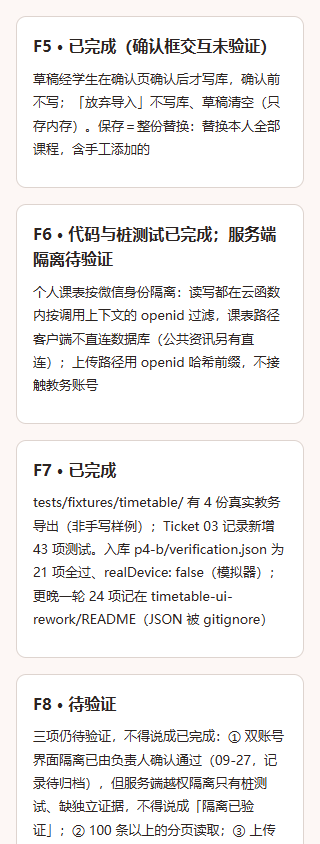 F5 • 已完成（确认框交互未验证）
草稿经学生在确认页确认后才写库，确认前
不写；「放弃导入」不写库、草稿清空（只
存内存）。保存＝整份替换：替换本人全部
课程，含手工添加的
F6 • 代码与桩测试已完成；服务端
隔离待验证
个人课表按微信身份隔离：读写都在云函数
内按调用上下文的 openid 过滤，课表路径
客户端不直连数据库（公共资讯另有直
连）；上传路径用 openid 哈希前缀，不接
触教务账号
F7 • 已完成
tests/fixtures/timetable/ 有 4 份真实教务
导出（非手写样例）；Ticket 03 记录新增
43 项测试。入库 p4-b/verification.json 为
21 项全过、realDevice: false（模拟器）；
更晚一轮 24 项记在 timetable-ui-
rework/README（JSON 被 gitignore）
F8 • 待验证
三项仍待验证，不得说成已完成：① 双账号
界面隔离已由负责人确认通过（09-27，记
录待归档），但服务端越权隔离只有桩测
试、缺独立证据，不得说成「隔离已验
证」；② 100 条以上的分页读取；③ 上传